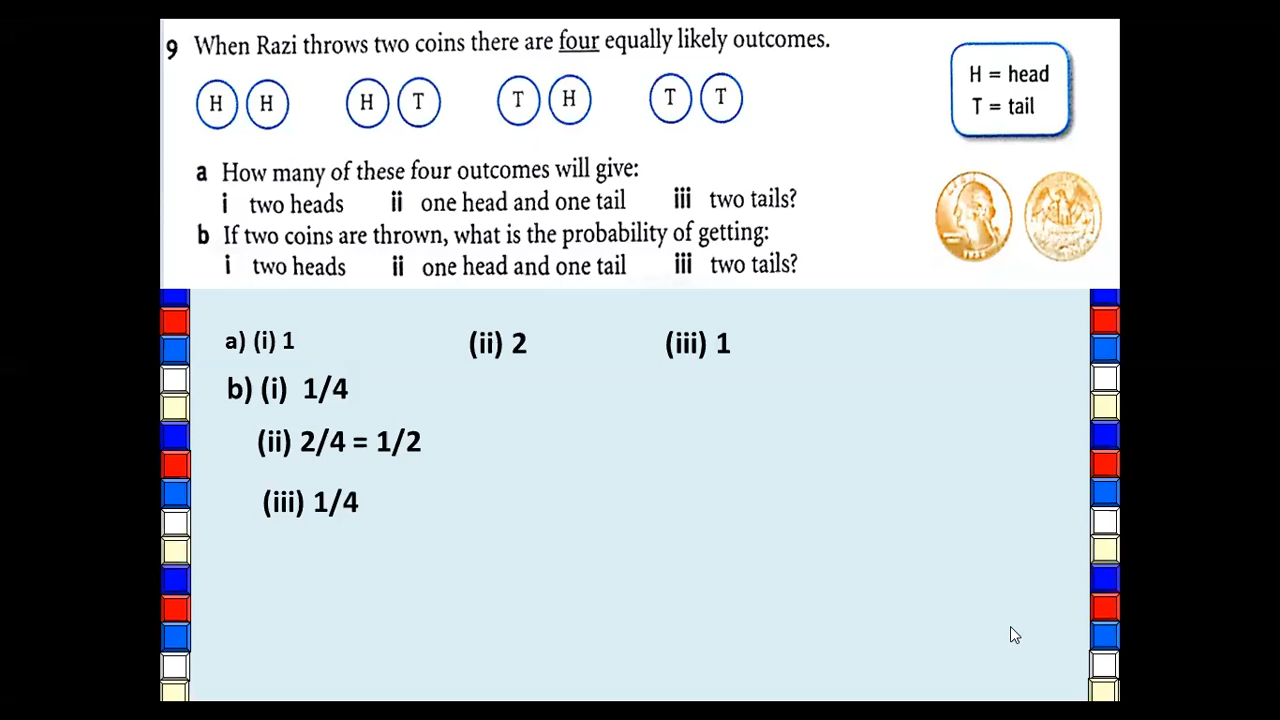 9 When Razi throws two coins there are four equally likely outcomes.
H H H T T H T T
H = head
T = tail
a How many of these four outcomes will give:
i two heads ii one head and one tail iii two tails?
b If two coins are thrown, what is the probability of getting:
i two heads ii one head and one tail iii two tails?
a) (i) 1 (ii) 2 (iii) 1
b) (i) 1/4
(ii) 2/4 = 1/2
(iii) 1/4